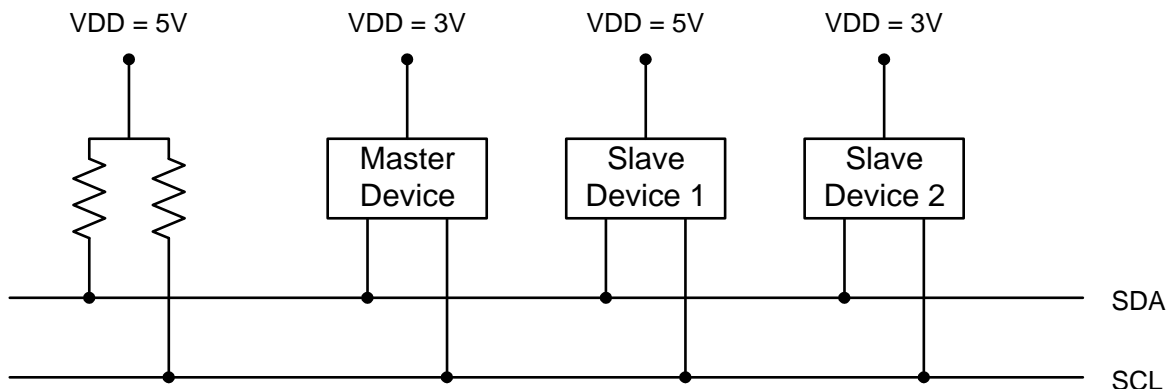 VDD = 5V
VDD = 3V
VDD = 5V
VDD = 3V
Master
Device
Slave
Device 1
Slave
Device 2
SDA
SCL